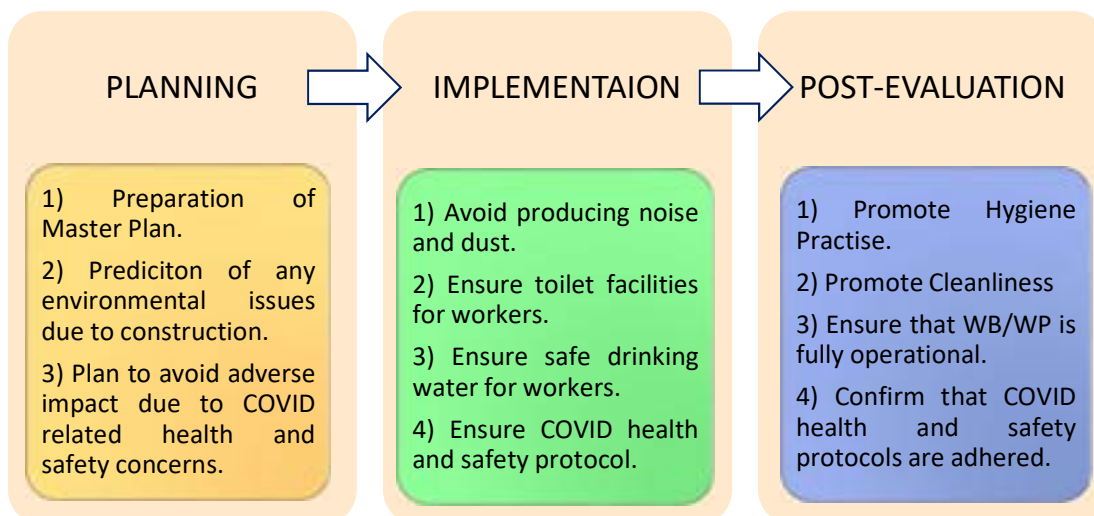 PLANNING
IMPLEMENTAION
POST-EVALUATION
1) Preparation of
Master Plan.
2) Prediciton of any
environmental issues
due to construction.
3) Plan to avoid adverse
impact due to COVID
related health and
safety concerns.
1) Avoid producing noise
and dust.
2) Ensure toilet facilities
for workers.
3) Ensure safe drinking
water for workers.
4) Ensure COVID health
and safety protocol.
1) Promote Hygiene
Practise.
2) Promote Cleanliness
3) Ensure that WB/WP is
fully operational.
4) Confirm that COVID
health and safety
protocols are adhered.